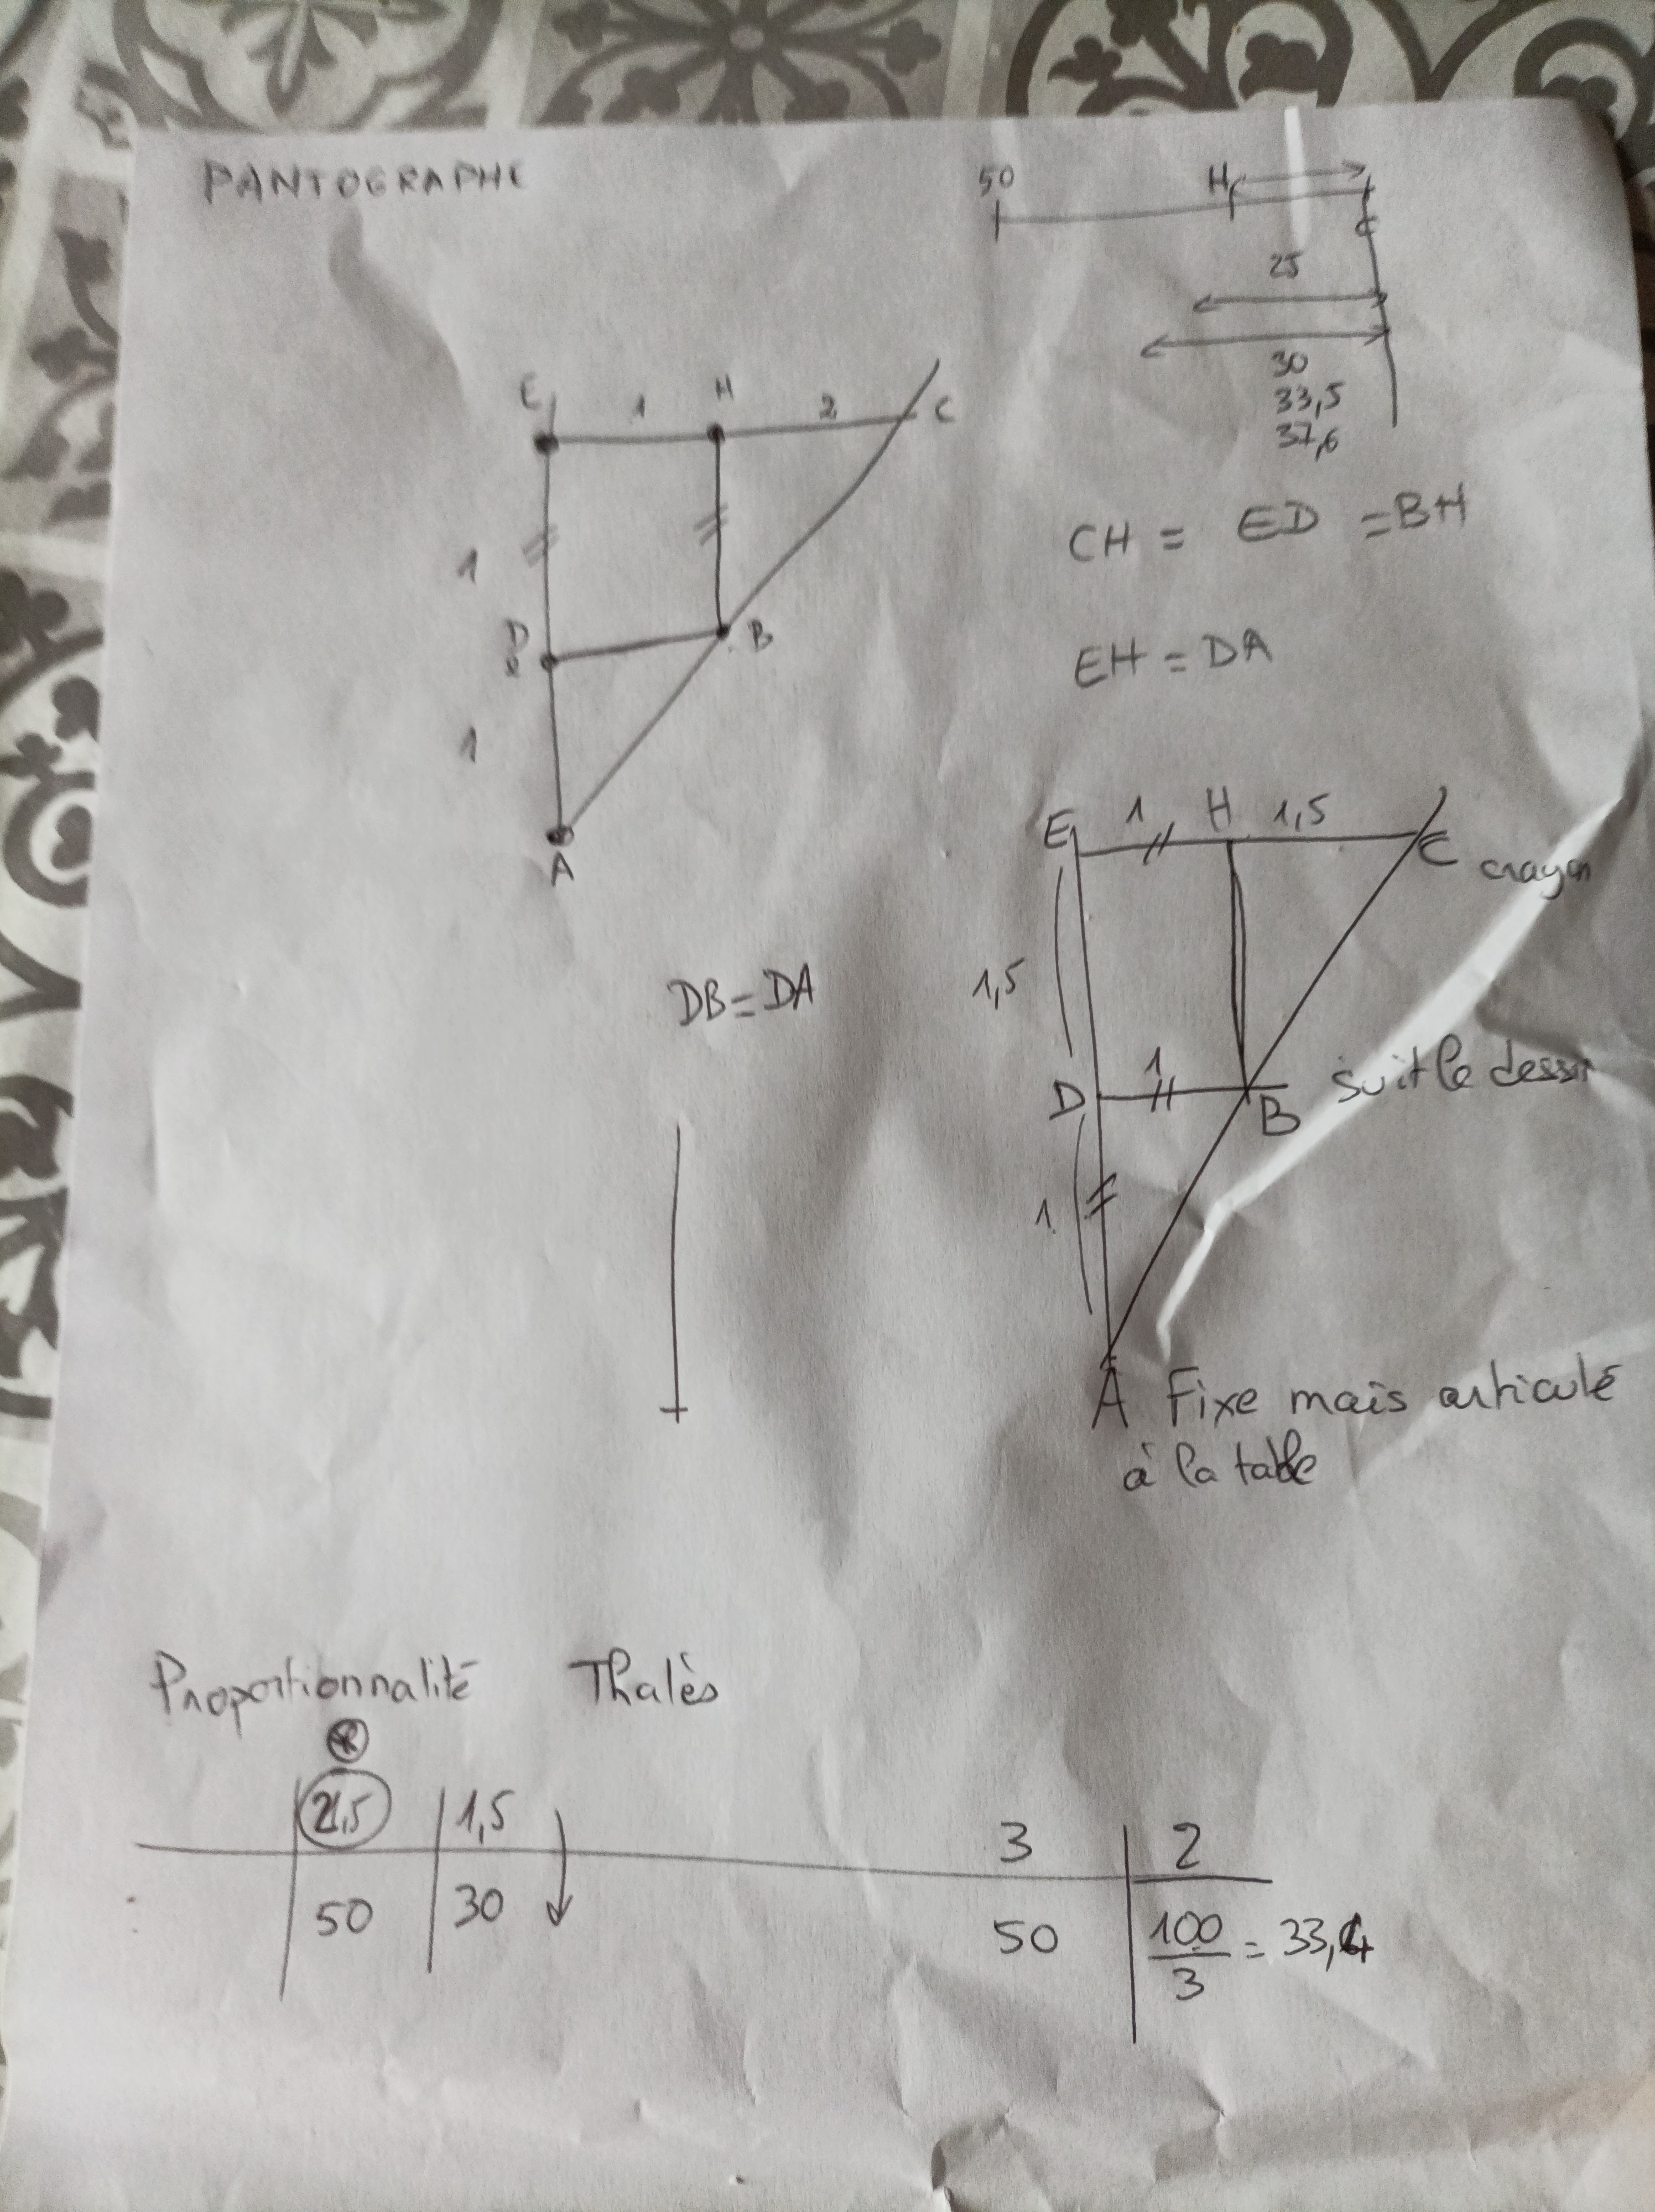 PANTOGRAPHE
50 H
C
25
30
33,5
37,6
E 1 H 2 C
1
D
B
1
A
CH = ED = BH
EH = DA
E 1 H 1,5
C crayon
1,5
DB = DA
D 1 B suit le dessin
1
A Fixe mais articulé
à la table
Proportionnalité Thalès
2,5 1,5
50 30
3 2
50 100/3 = 33,4